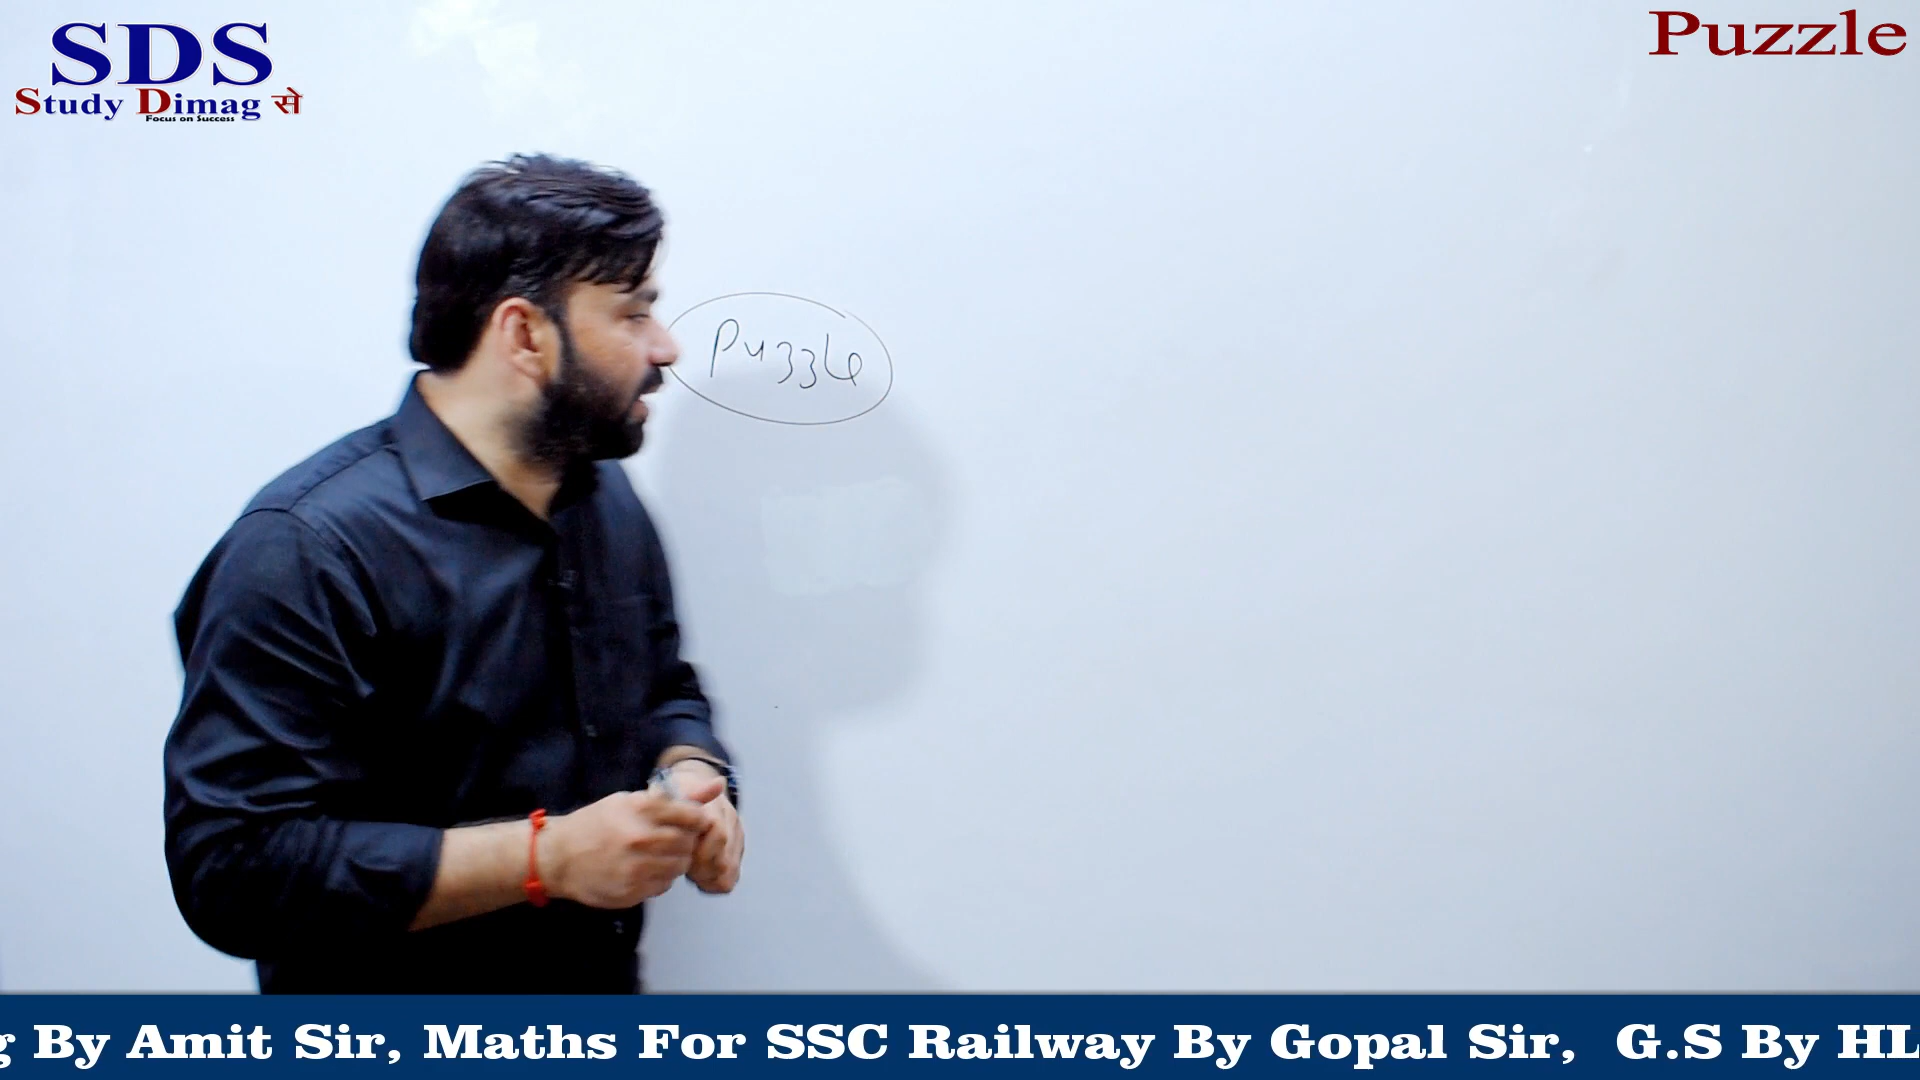 SDS
Study Dimag से
Focus on Success
Puzzle
Puzzle
g By Amit Sir, Maths For SSC Railway By Gopal Sir, G.S By HL